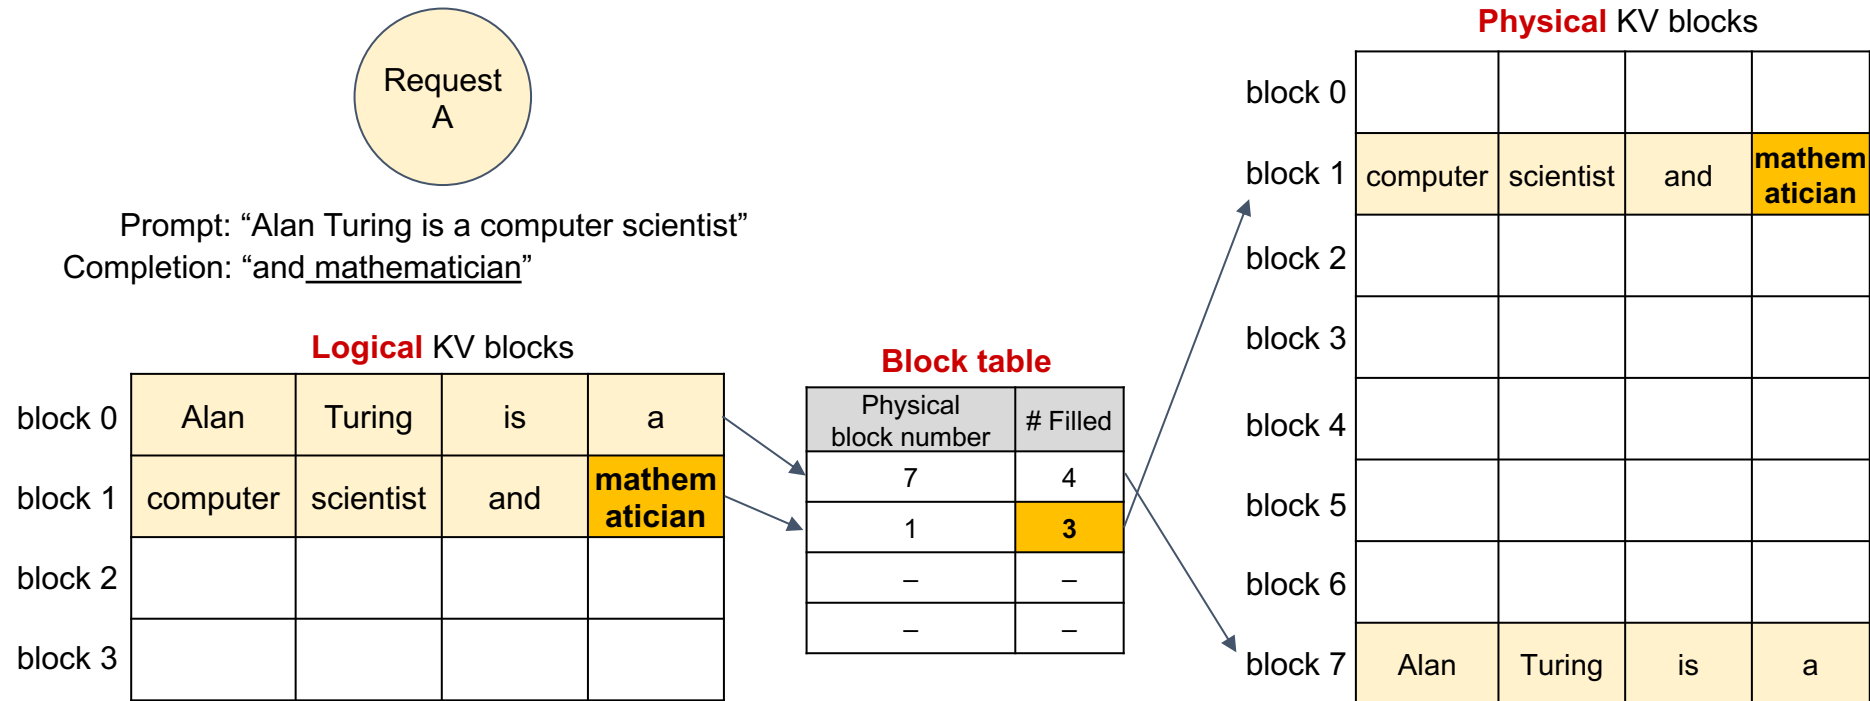 Request
A
Prompt: “Alan Turing is a computer scientist”
Completion: “and mathematician”
Logical KV blocks
block 0 Alan Turing is a
block 1 computer scientist and mathem
atician
block 2
block 3
Block table
Physical
block number # Filled
7 4
1 3
– –
– –
Physical KV blocks
block 0
block 1 computer scientist and mathem
atician
block 2
block 3
block 4
block 5
block 6
block 7 Alan Turing is a